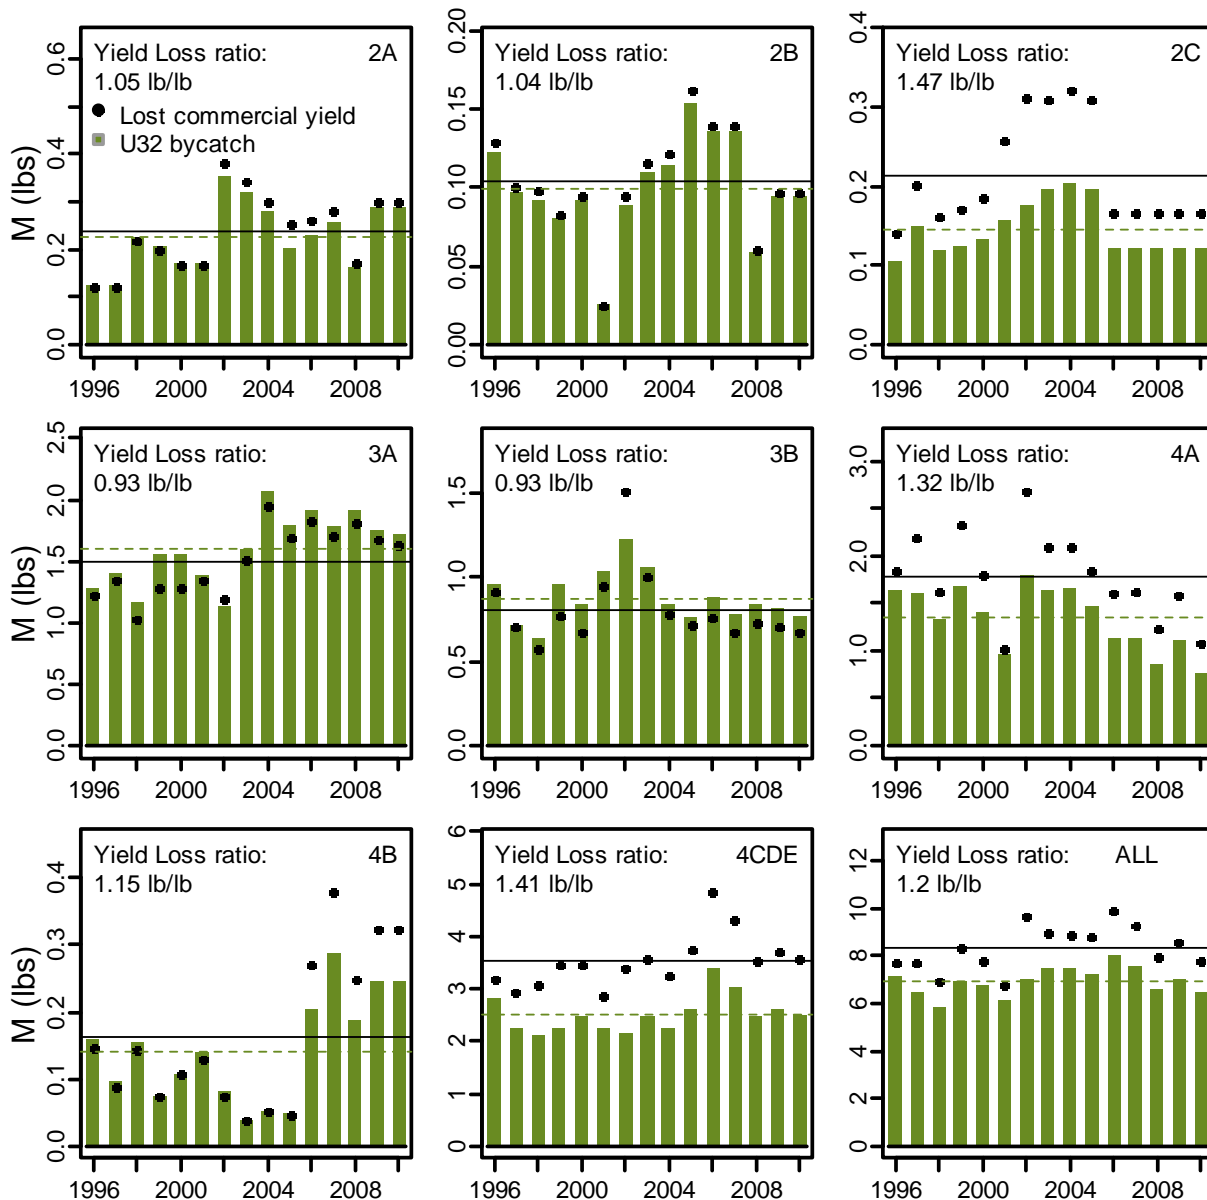 Yield Loss ratio: 2A
1.05 lb/lb
Lost commercial yield
U32 bycatch
M (lbs)
0.0
0.2
0.4
0.6
1996 2000 2004 2008
Yield Loss ratio: 2B
1.04 lb/lb
0.00
0.05
0.10
0.15
0.20
1996 2000 2004 2008
Yield Loss ratio: 2C
1.47 lb/lb
0.0
0.1
0.2
0.3
0.4
1996 2000 2004 2008
Yield Loss ratio: 3A
0.93 lb/lb
M (lbs)
0.0
0.5
1.0
1.5
2.0
2.5
1996 2000 2004 2008
Yield Loss ratio: 3B
0.93 lb/lb
0.0
0.5
1.0
1.5
1996 2000 2004 2008
Yield Loss ratio: 4A
1.32 lb/lb
0.0
1.0
2.0
3.0
1996 2000 2004 2008
Yield Loss ratio: 4B
1.15 lb/lb
M (lbs)
0.0
0.1
0.2
0.3
0.4
1996 2000 2004 2008
Yield Loss ratio: 4CDE
1.41 lb/lb
0
1
2
3
4
5
6
1996 2000 2004 2008
Yield Loss ratio: ALL
1.2 lb/lb
0
2
4
6
8
10
12
1996 2000 2004 2008